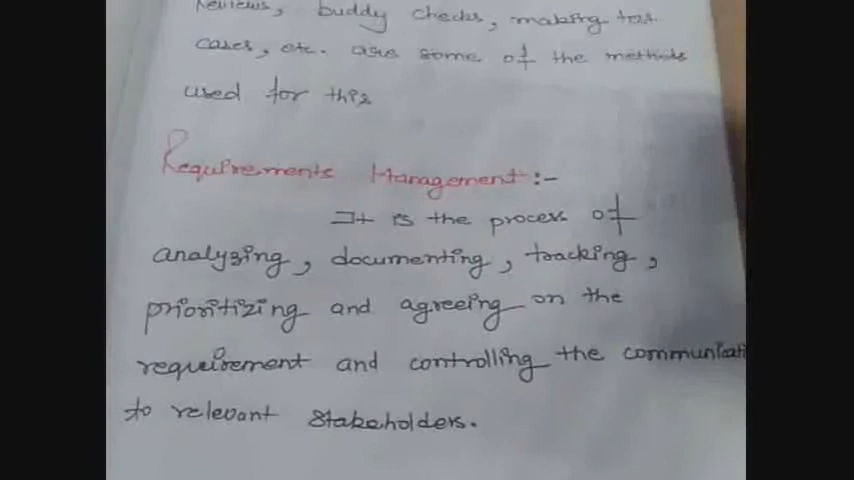 Reviews, buddy checks, making test
cases, etc. are some of the methods
used for this
Requirements Management :-
It is the process of
analyzing, documenting, tracking,
prioritizing and agreeing on the
requirement and controlling the communicati
to relevant stakeholders.